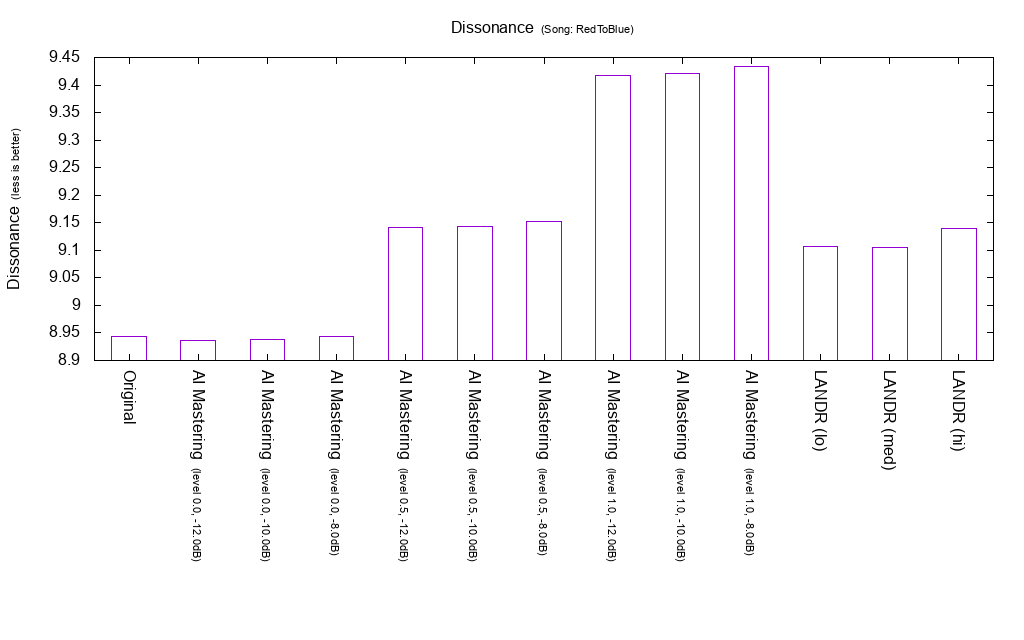 Dissonance (Song: RedToBlue)
Dissonance (less is better)
9.45
9.4
9.35
9.3
9.25
9.2
9.15
9.1
9.05
9
8.95
8.9
Original
AI Mastering (level 0.0, -12.0dB)
AI Mastering (level 0.0, -10.0dB)
AI Mastering (level 0.0, -8.0dB)
AI Mastering (level 0.5, -12.0dB)
AI Mastering (level 0.5, -10.0dB)
AI Mastering (level 0.5, -8.0dB)
AI Mastering (level 1.0, -12.0dB)
AI Mastering (level 1.0, -10.0dB)
AI Mastering (level 1.0, -8.0dB)
LANDR (lo)
LANDR (med)
LANDR (hi)